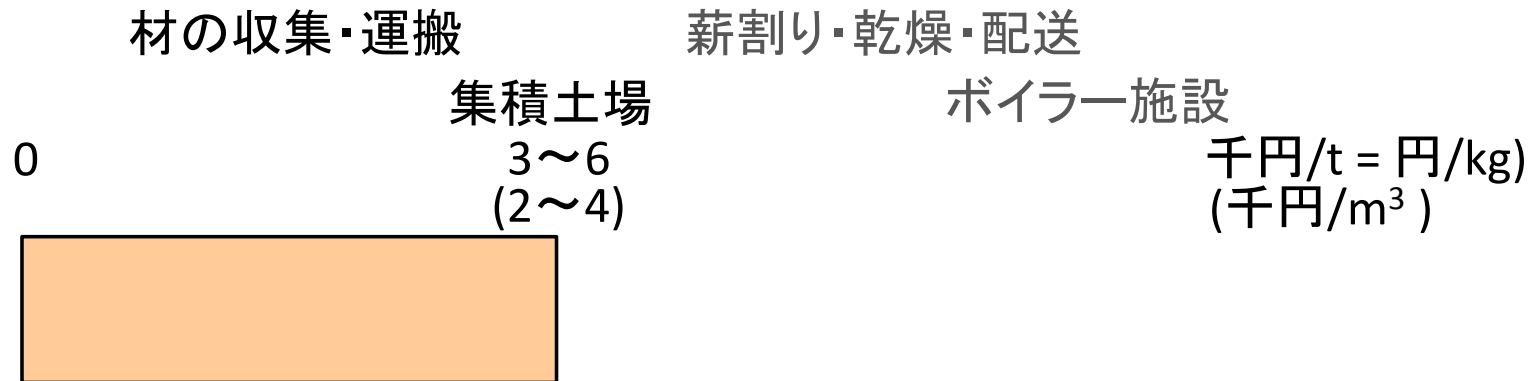 材の収集・運搬 薪割り・乾燥・配送
集積土場 ボイラー施設
0 3～6 千円/t = 円/kg)
(2～4) (千円/m³ )